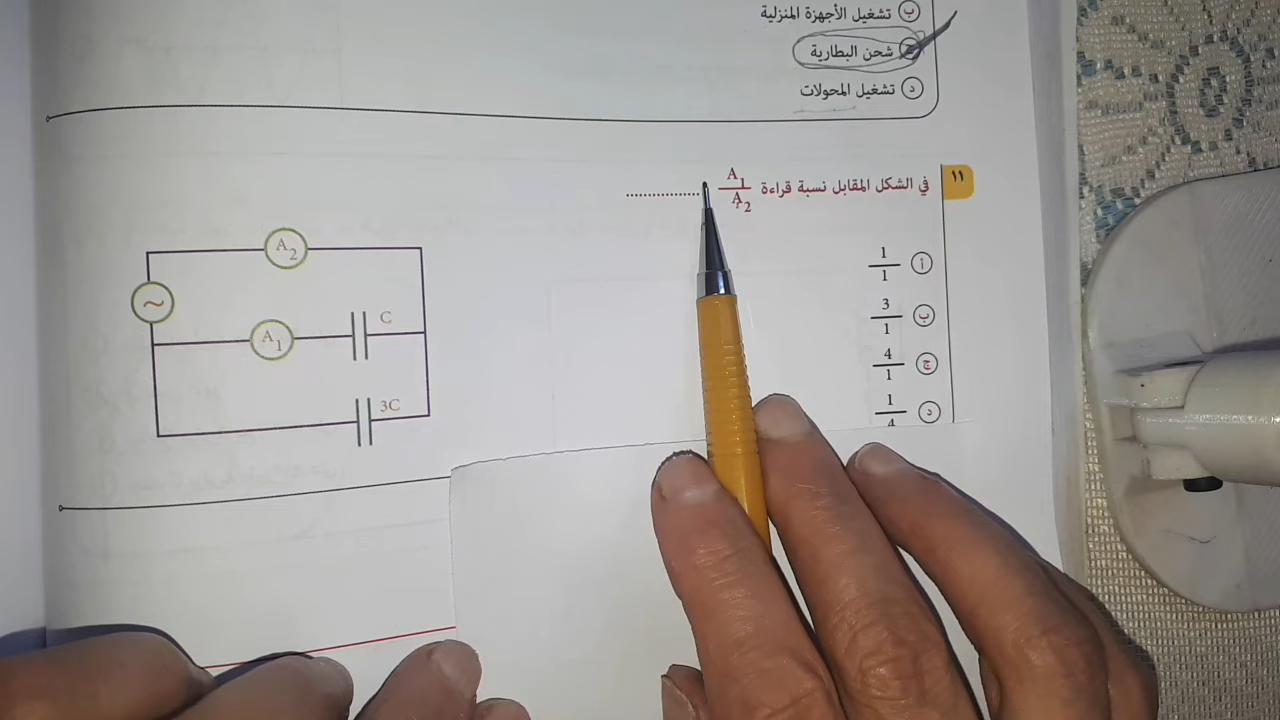 ب تشغيل الأجهزة المنزلية
ج شحن البطارية
د تشغيل المحولات
١١ في الشكل المقابل نسبة قراءة A1/A2 ..................
أ 1/1
ب 3/1
ج 4/1
د 1/4
A2
~
A1
C
3C